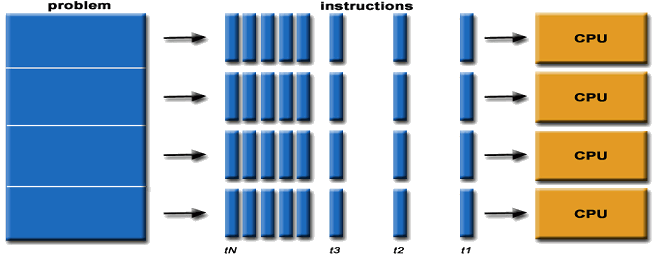 problem
instructions
CPU
CPU
CPU
CPU
tN t3 t2 t1